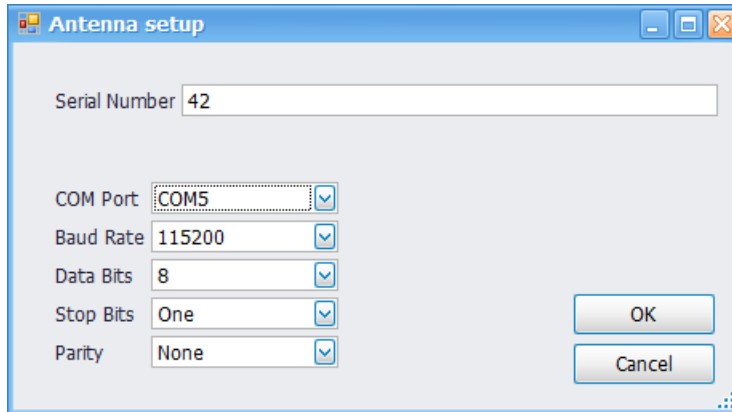 Antenna setup
Serial Number 42
COM Port COM5
Baud Rate 115200
Data Bits 8
Stop Bits One
OK
Parity None
Cancel